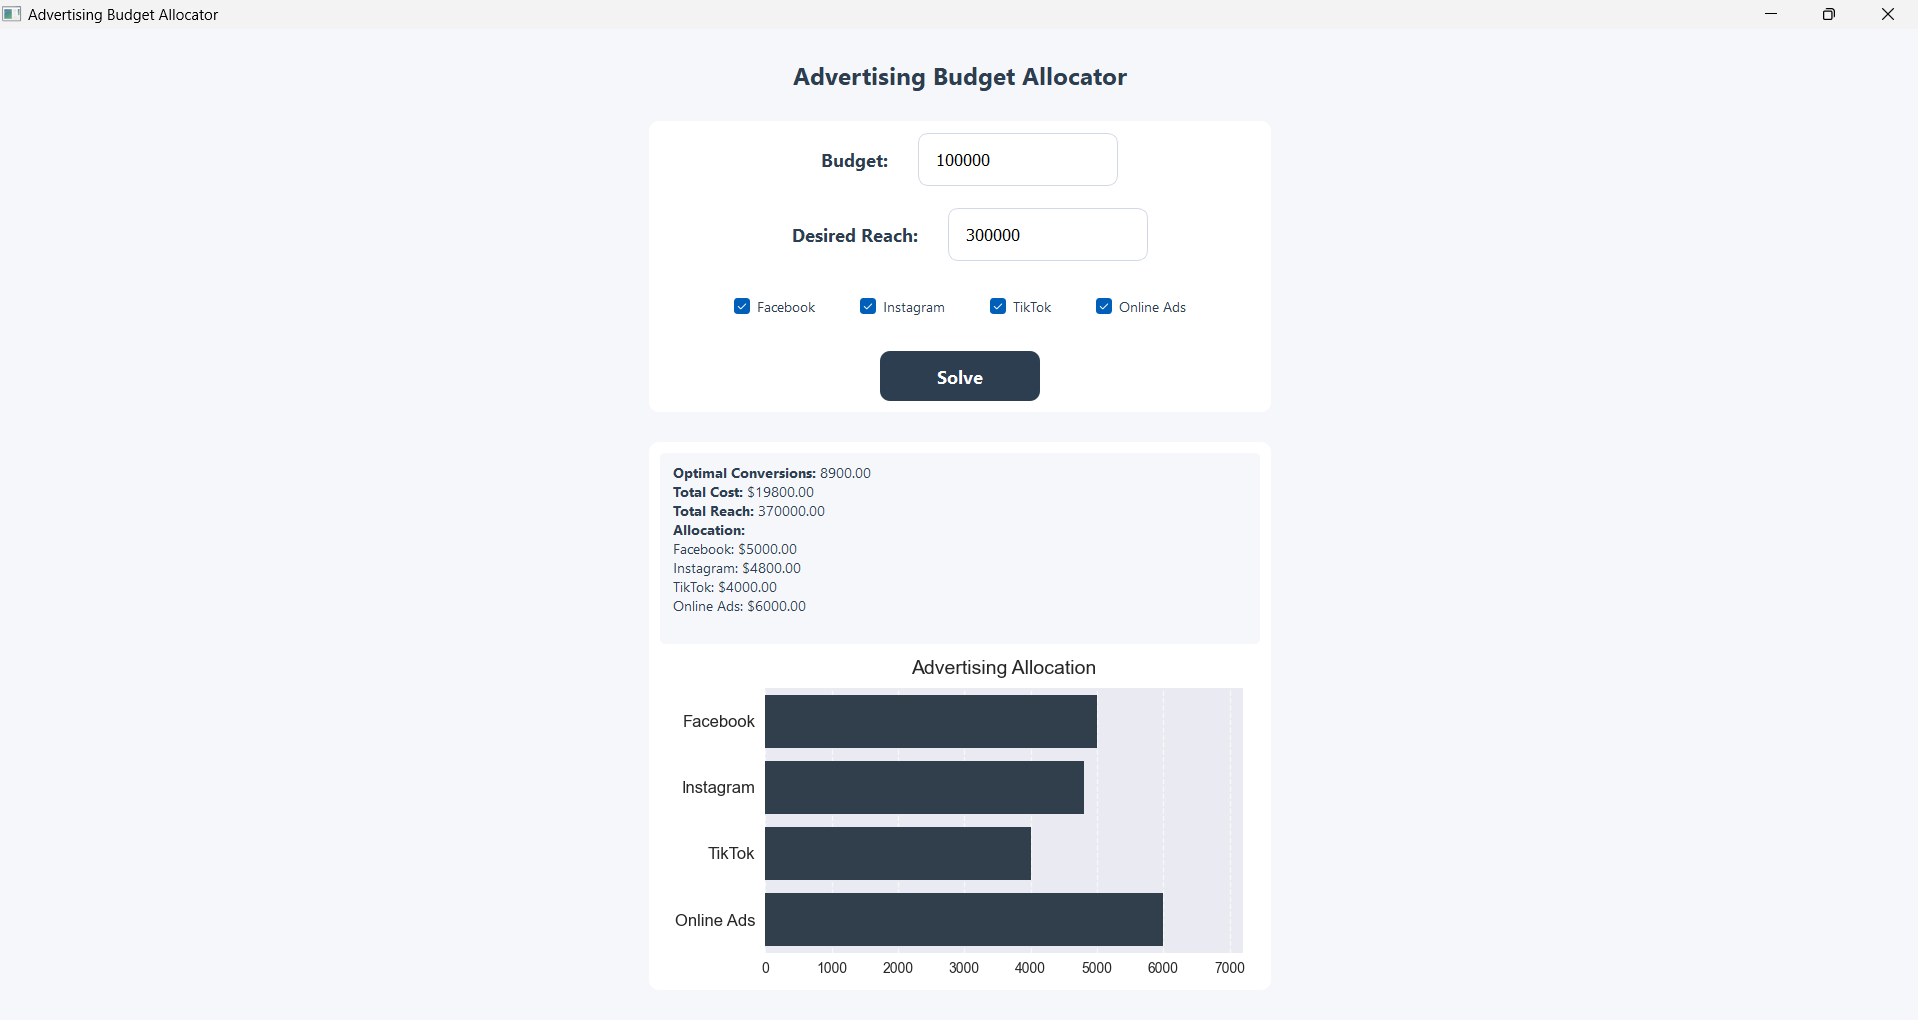 Advertising Budget Allocator
Advertising Budget Allocator
Budget: 100000
Desired Reach: 300000
Facebook Instagram TikTok Online Ads
Solve
Optimal Conversions: 8900.00
Total Cost: $19800.00
Total Reach: 370000.00
Allocation:
Facebook: $5000.00
Instagram: $4800.00
TikTok: $4000.00
Online Ads: $6000.00
Advertising Allocation
Facebook
Instagram
TikTok
Online Ads
0 1000 2000 3000 4000 5000 6000 7000